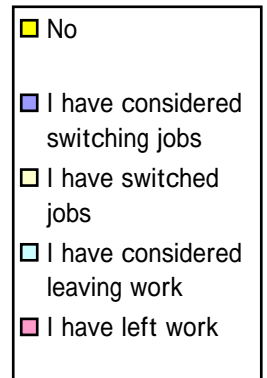 No
I have considered
switching jobs
I have switched
jobs
I have considered
leaving work
I have left work